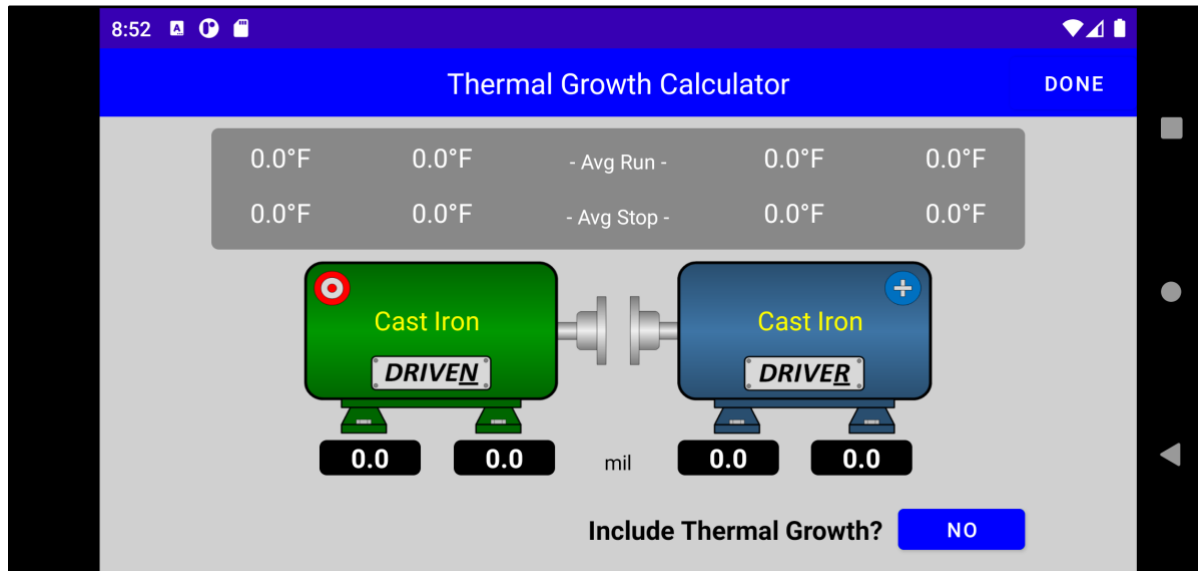 8:52
Thermal Growth Calculator DONE
0.0°F 0.0°F - Avg Run - 0.0°F 0.0°F
0.0°F 0.0°F - Avg Stop - 0.0°F 0.0°F
Cast Iron Cast Iron
DRIVEN DRIVER
0.0 0.0 mil 0.0 0.0
Include Thermal Growth? NO